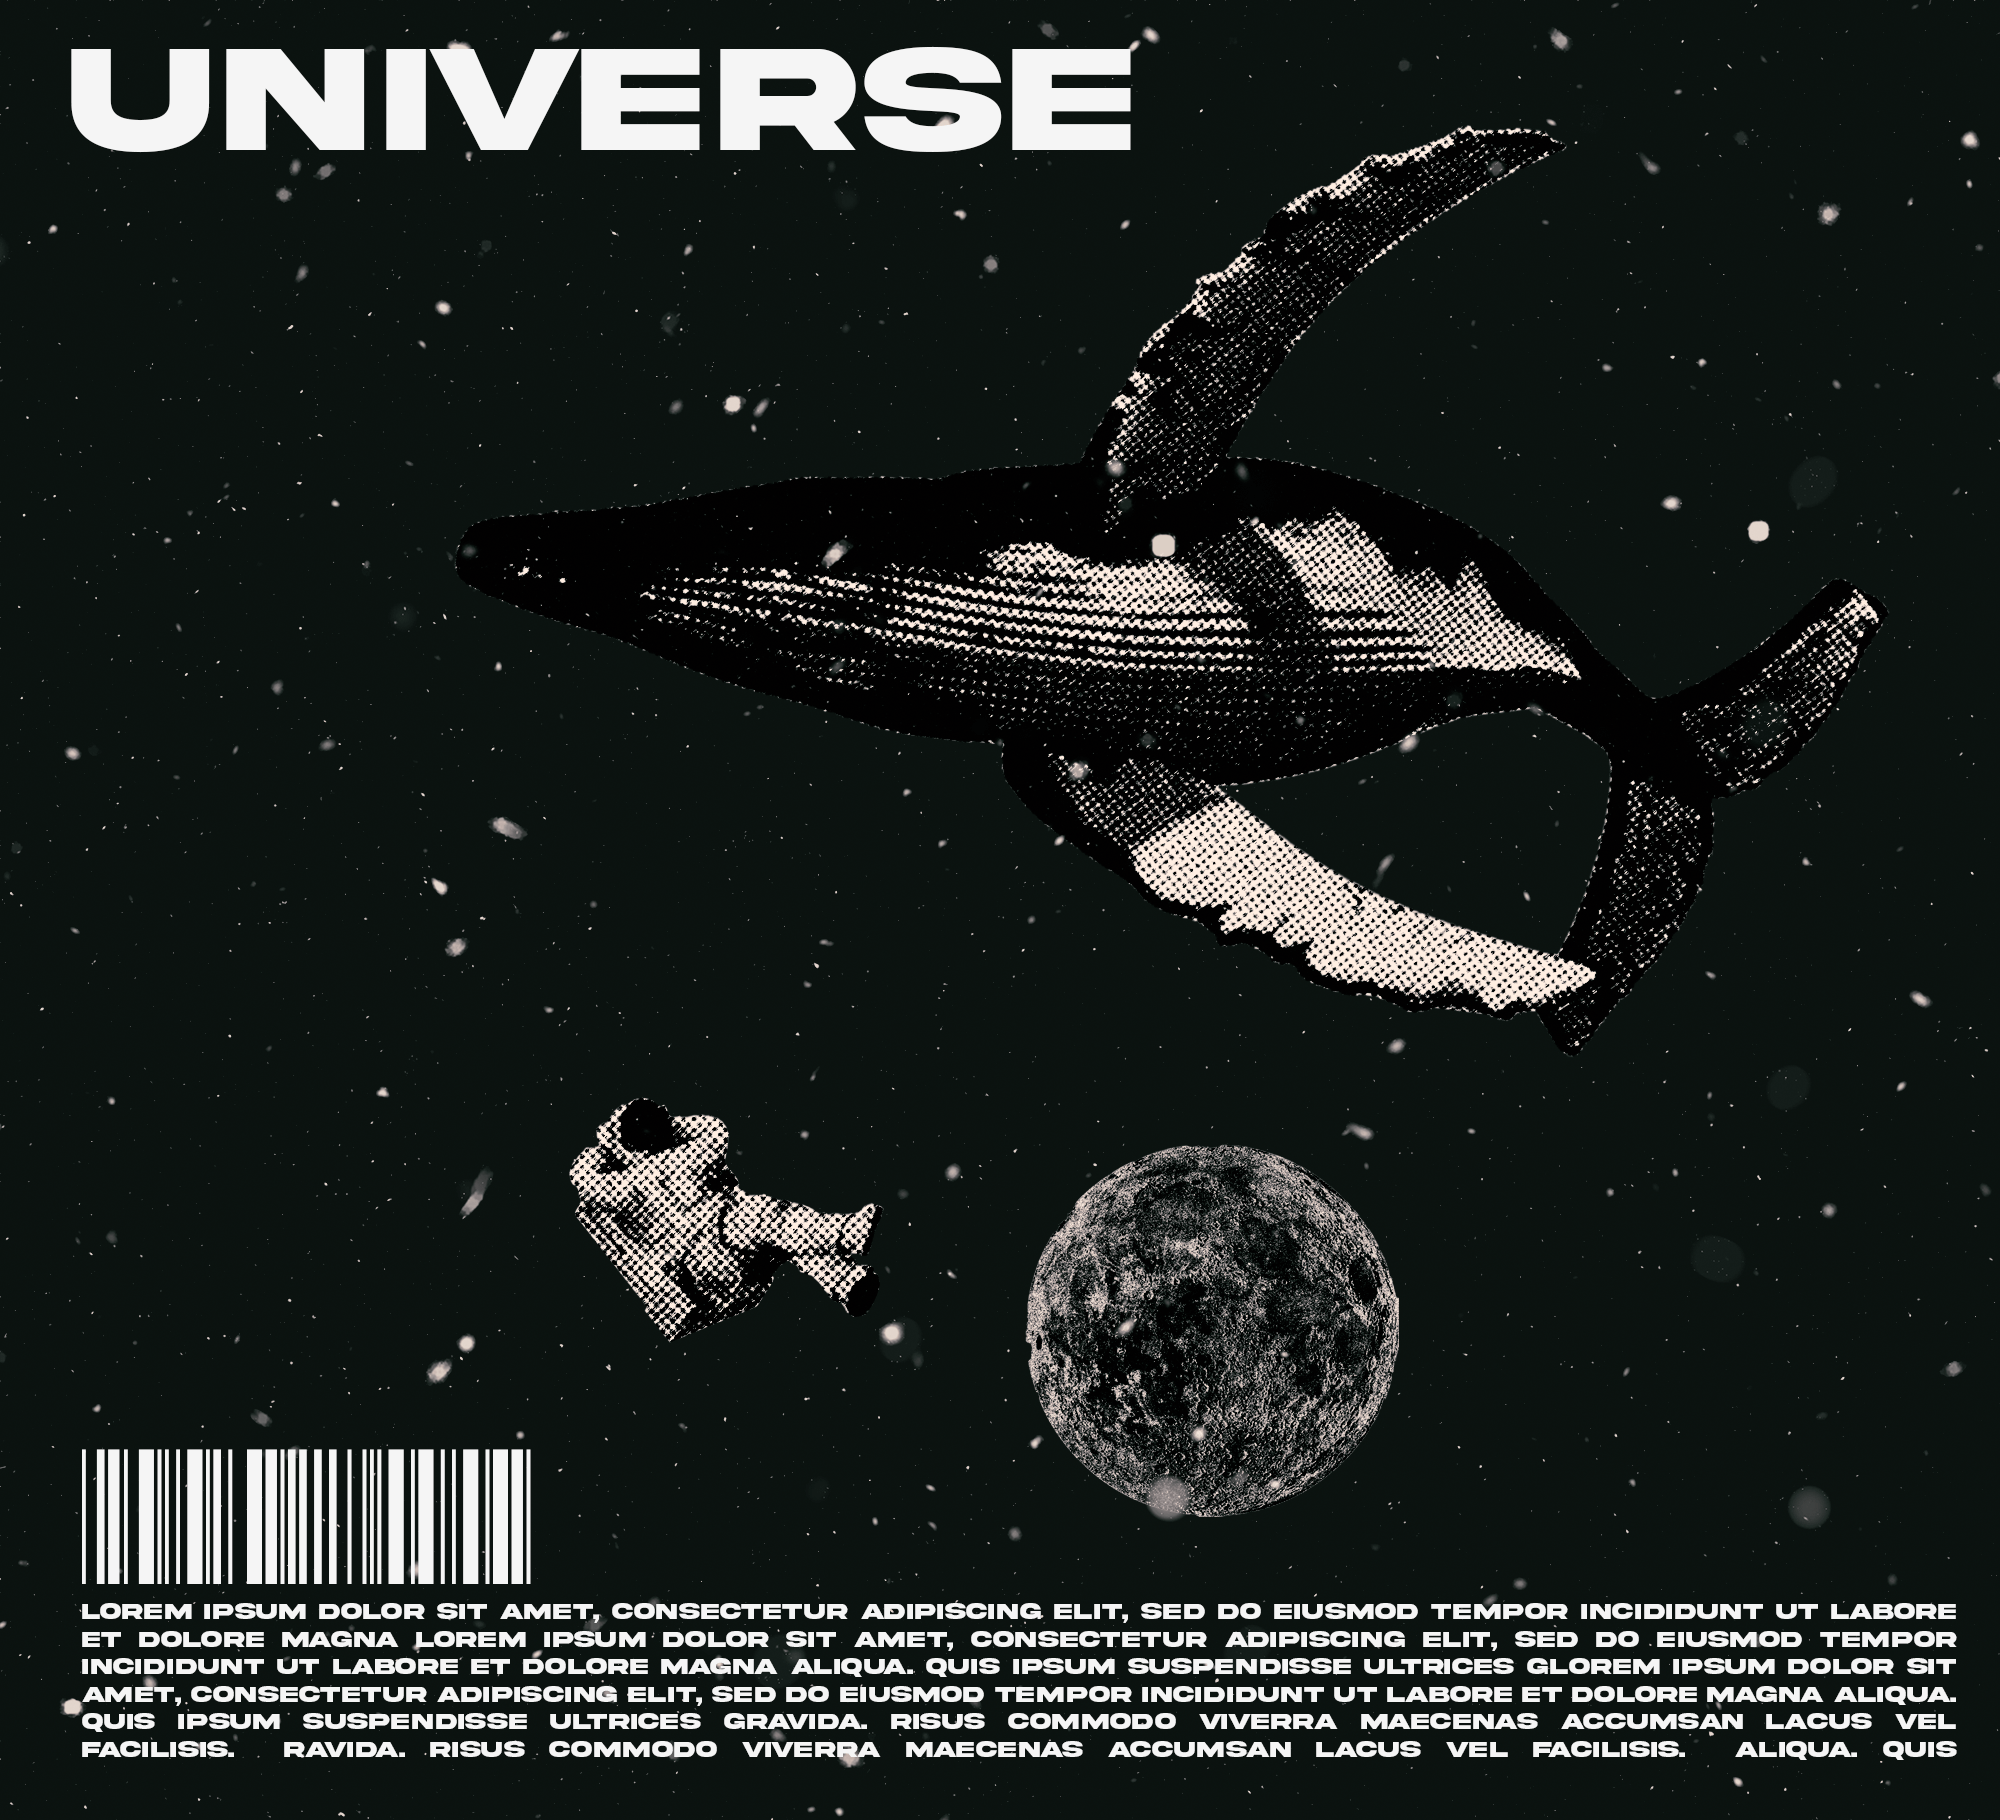 UNIVERSE
LOREM IPSUM DOLOR SIT AMET, CONSECTETUR ADIPISCING ELIT, SED DO EIUSMOD TEMPOR INCIDIDUNT UT LABORE
ET DOLORE MAGNA LOREM IPSUM DOLOR SIT AMET, CONSECTETUR ADIPISCING ELIT, SED DO EIUSMOD TEMPOR
INCIDIDUNT UT LABORE ET DOLORE MAGNA ALIQUA. QUIS IPSUM SUSPENDISSE ULTRICES GLOREM IPSUM DOLOR SIT
AMET, CONSECTETUR ADIPISCING ELIT, SED DO EIUSMOD TEMPOR INCIDIDUNT UT LABORE ET DOLORE MAGNA ALIQUA.
QUIS IPSUM SUSPENDISSE ULTRICES GRAVIDA. RISUS COMMODO VIVERRA MAECENAS ACCUMSAN LACUS VEL
FACILISIS. RAVIDA. RISUS COMMODO VIVERRA MAECENAS ACCUMSAN LACUS VEL FACILISIS. ALIQUA. QUIS